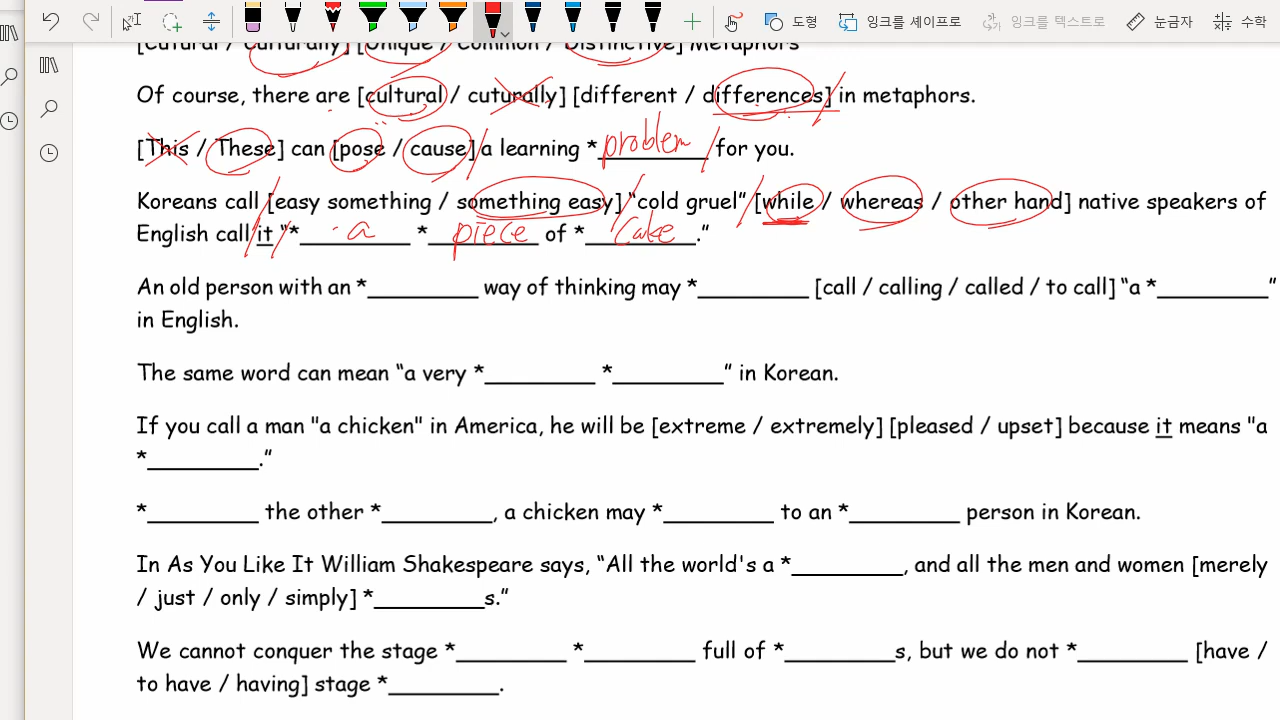 도형 잉크를 셰이프로 잉크를 텍스트로 눈금자 수학
[Cutural / Culturally] [Unique / Common / Distinctive] Metaphors
Of course, there are [cultural / cuturally] [different / differences] in metaphors.
[This / These] can [pose / cause] a learning *problem for you.
Koreans call [easy something / something easy] “cold gruel” [while / whereas / other hand] native speakers of
English call it “*a *piece of *cake.”
An old person with an *_________ way of thinking may *_________ [call / calling / called / to call] “a *_________”
in English.
The same word can mean “a very *_________ *_________” in Korean.
If you call a man "a chicken" in America, he will be [extreme / extremely] [pleased / upset] because it means "a
*_________.”
*_________ the other *_________, a chicken may *_________ to an *_________ person in Korean.
In As You Like It William Shakespeare says, “All the world's a *_________, and all the men and women [merely
/ just / only / simply] *_________s.”
We cannot conquer the stage *_________ *_________ full of *_________s, but we do not *_________ [have /
to have / having] stage *_________.